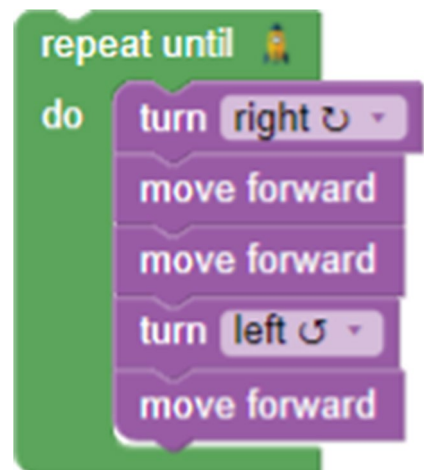 repeat until
do turn right ↻
move forward
move forward
turn left ↺
move forward